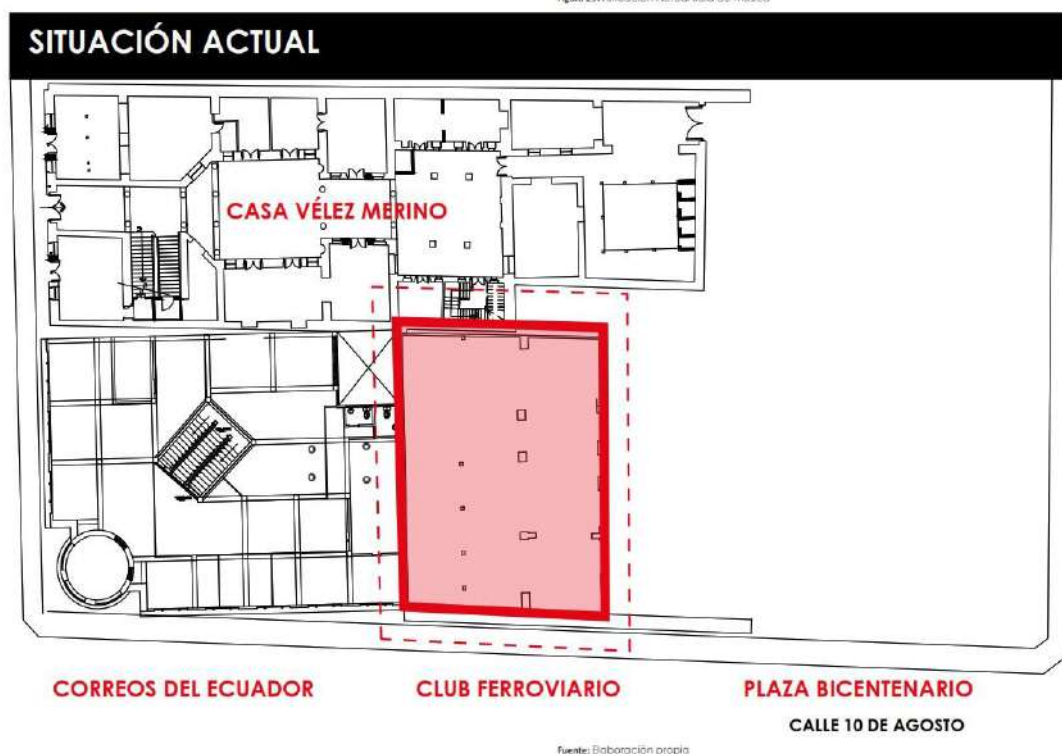 SITUACIÓN ACTUAL
CASA VÉLEZ MERINO
CORREOS DEL ECUADOR
CLUB FERROVIARIO
PLAZA BICENTENARIO
CALLE 10 DE AGOSTO
Fuente: Elaboración propia